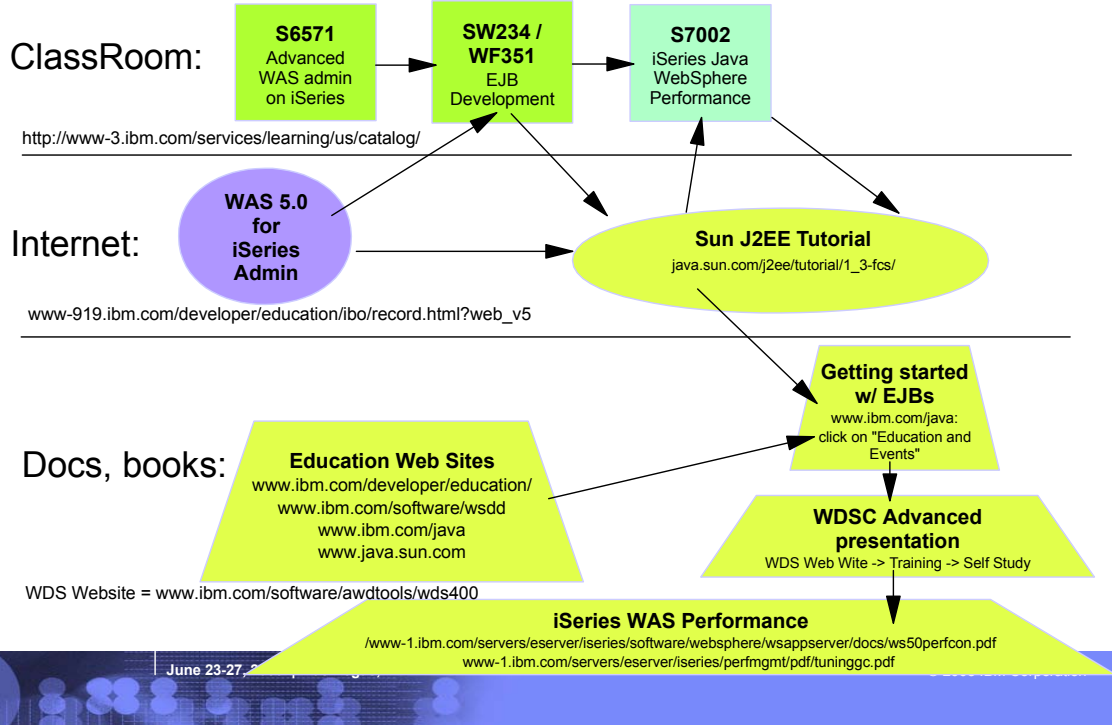 ClassRoom:
S6571
Advanced
WAS admin
on iSeries
SW234 /
WF351
EJB
Development
S7002
iSeries Java
WebSphere
Performance
http://www-3.ibm.com/services/learning/us/catalog/
Internet:
WAS 5.0
for
iSeries
Admin
Sun J2EE Tutorial
java.sun.com/j2ee/tutorial/1_3-fcs/
www-919.ibm.com/developer/education/ibo/record.html?web_v5
Docs, books:
Getting started
w/ EJBs
www.ibm.com/java:
click on "Education and
Events"
Education Web Sites
www.ibm.com/developer/education/
www.ibm.com/software/wsdd
www.ibm.com/java
www.java.sun.com
WDSC Advanced
presentation
WDS Web Wite -> Training -> Self Study
WDS Website = www.ibm.com/software/awdtools/wds400
iSeries WAS Performance
/www-1.ibm.com/servers/eserver/iseries/software/websphere/wsappserver/docs/ws50perfcon.pdf
www-1.ibm.com/servers/eserver/iseries/perfmgmt/pdf/tuninggc.pdf
June 23-27,